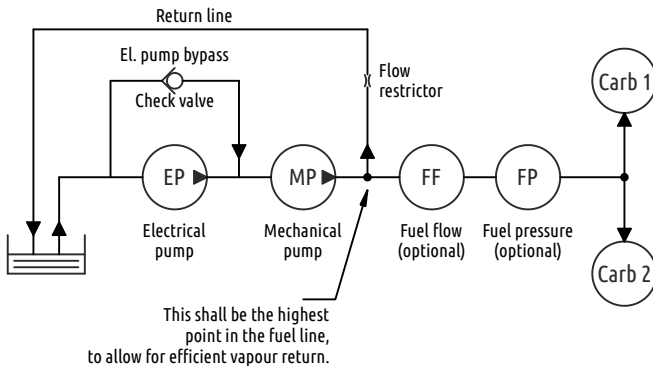 Return line
El. pump bypass
Check valve
Flow
restrictor
Carb 1
EP
MP
FF
FP
Electrical
pump
Mechanical
pump
Fuel flow
(optional)
Fuel pressure
(optional)
Carb 2
This shall be the highest
point in the fuel line,
to allow for efficient vapour return.